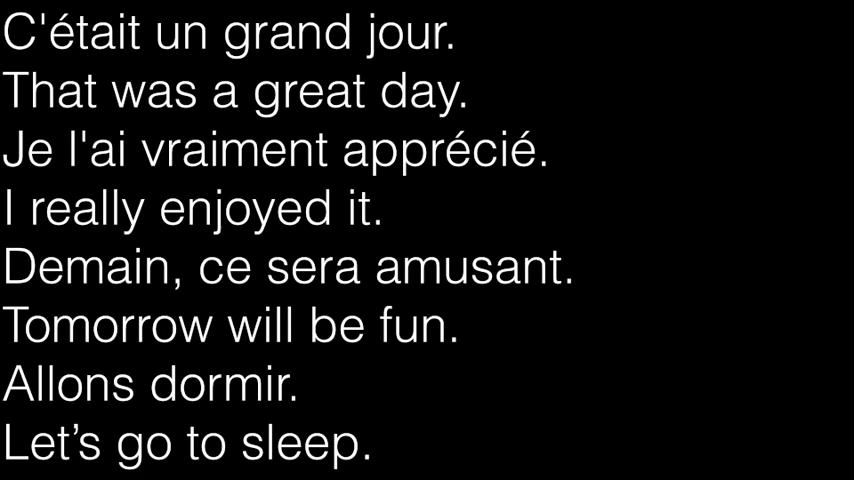 C'était un grand jour.
That was a great day.
Je l'ai vraiment apprécié.
I really enjoyed it.
Demain, ce sera amusant.
Tomorrow will be fun.
Allons dormir.
Let’s go to sleep.